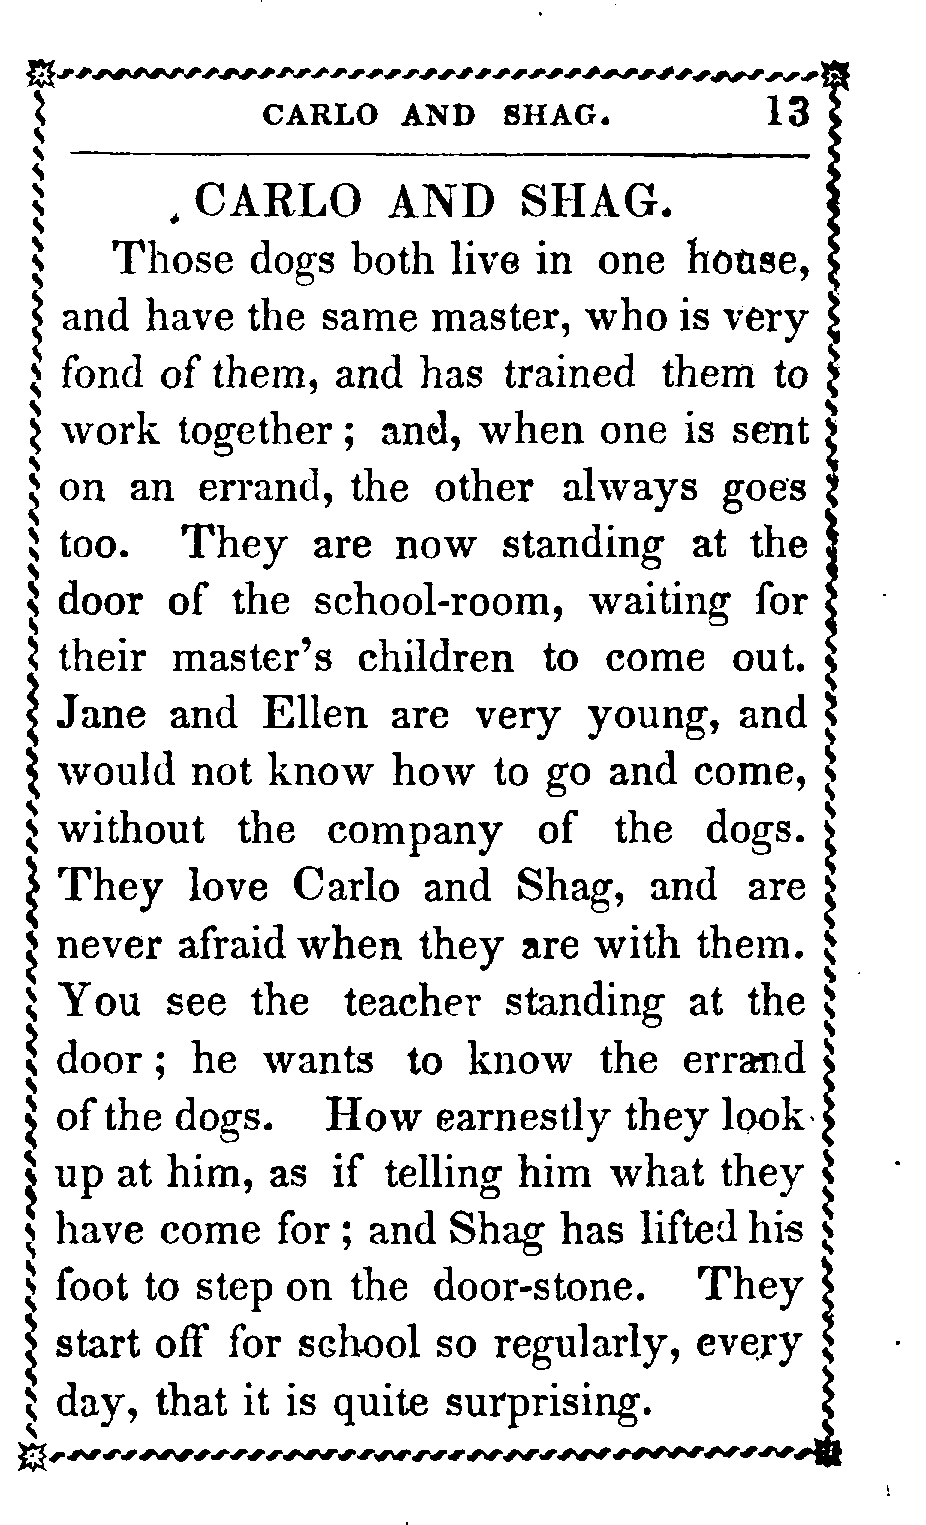 CARLO AND SHAG. 13
CARLO AND SHAG.
Those dogs both live in one house,
and have the same master, who is very
fond of them, and has trained them to
work together; and, when one is sent
on an errand, the other always goes
too. They are now standing at the
door of the school-room, waiting for
their master's children to come out.
Jane and Ellen are very young, and
would not know how to go and come,
without the company of the dogs.
They love Carlo and Shag, and are
never afraid when they are with them.
You see the teacher standing at the
door; he wants to know the errand
of the dogs. How earnestly they look
up at him, as if telling him what they
have come for; and Shag has lifted his
foot to step on the door-stone. They
start off for school so regularly, every
day, that it is quite surprising.